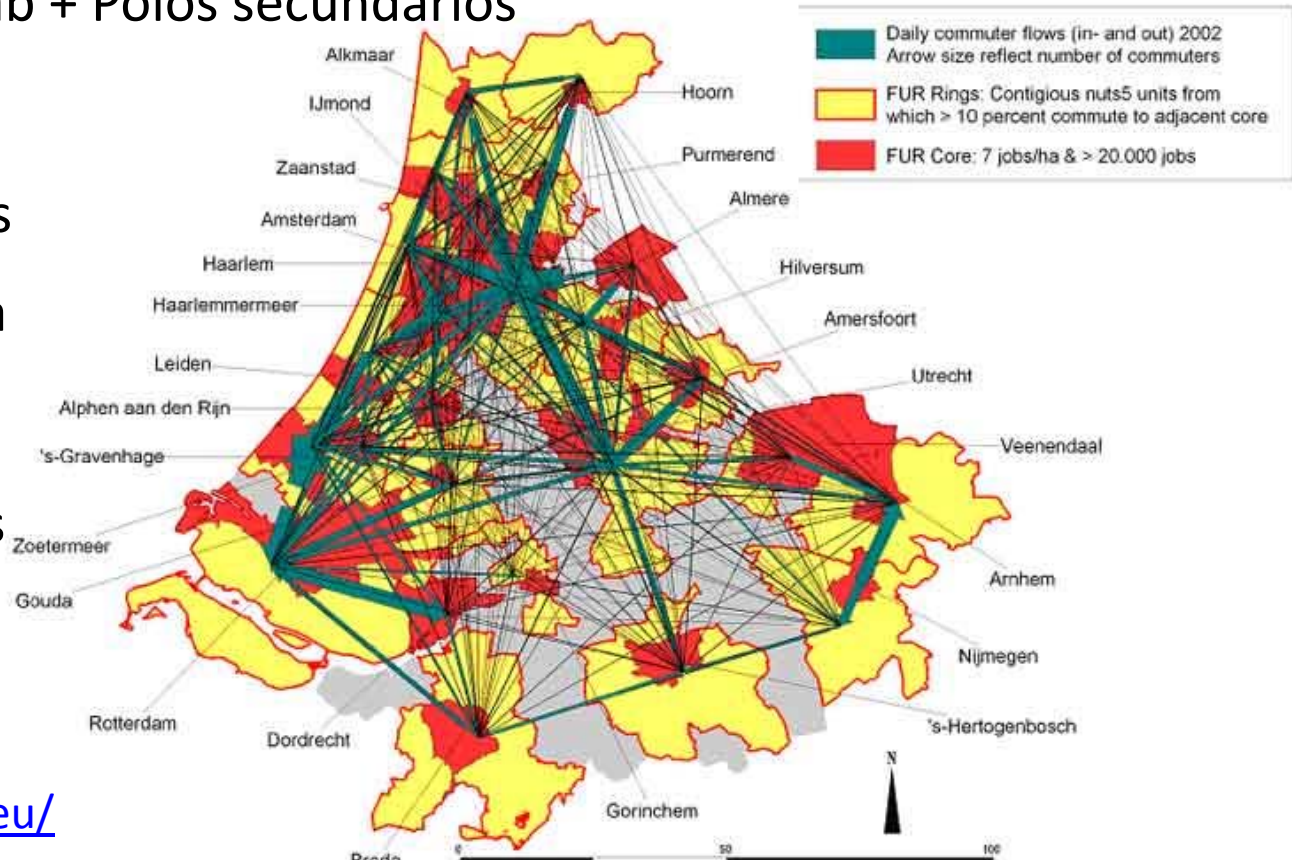 + Polos secundários
Daily commuter flows (in- and out) 2002
Arrow size reflect number of commuters
FUR Rings: Contigious nuts5 units from
which > 10 percent commute to adjacent core
FUR Core: 7 jobs/ha & > 20.000 jobs
Alkmaar
Hoorn
IJmond
Purmerend
Zaanstad
Almere
Amsterdam
Haarlem
Hilversum
Haarlemmermeer
Amersfoort
Leiden
Utrecht
Alphen aan den Rijn
Veenendaal
's-Gravenhage
Zoetermeer
Arnhem
Gouda
Nijmegen
Rotterdam
's-Hertogenbosch
Dordrecht
N
Gorinchem
eu/
Breda
0 50 100